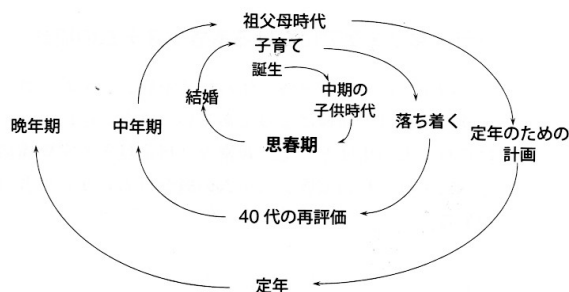 祖父母時代
子育て
誕生
中期の
子供時代
結婚
晩年期
中年期
落ち着く
定年のための
計画
思春期
40代の再評価
定年